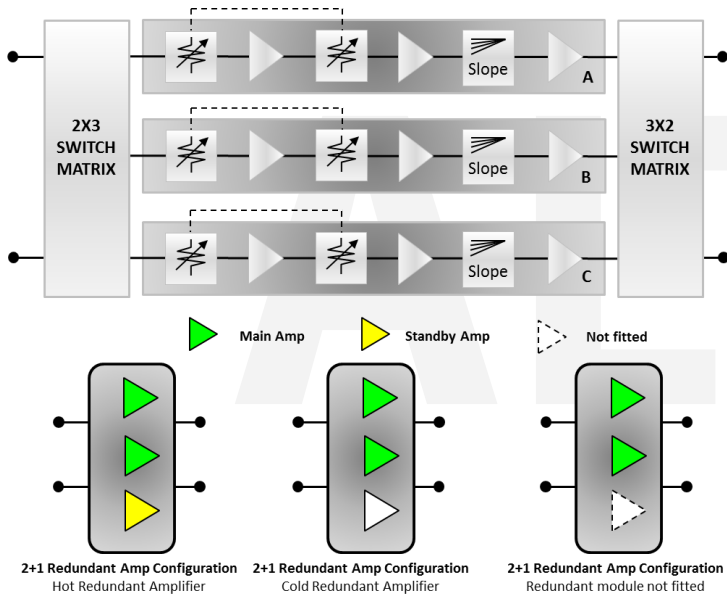 2X3
SWITCH
MATRIX
Slope
A
Slope
B
Slope
C
3X2
SWITCH
MATRIX
Main Amp
Standby Amp
Not fitted
2+1 Redundant Amp Configuration
Hot Redundant Amplifier
2+1 Redundant Amp Configuration
Cold Redundant Amplifier
2+1 Redundant Amp Configuration
Redundant module not fitted